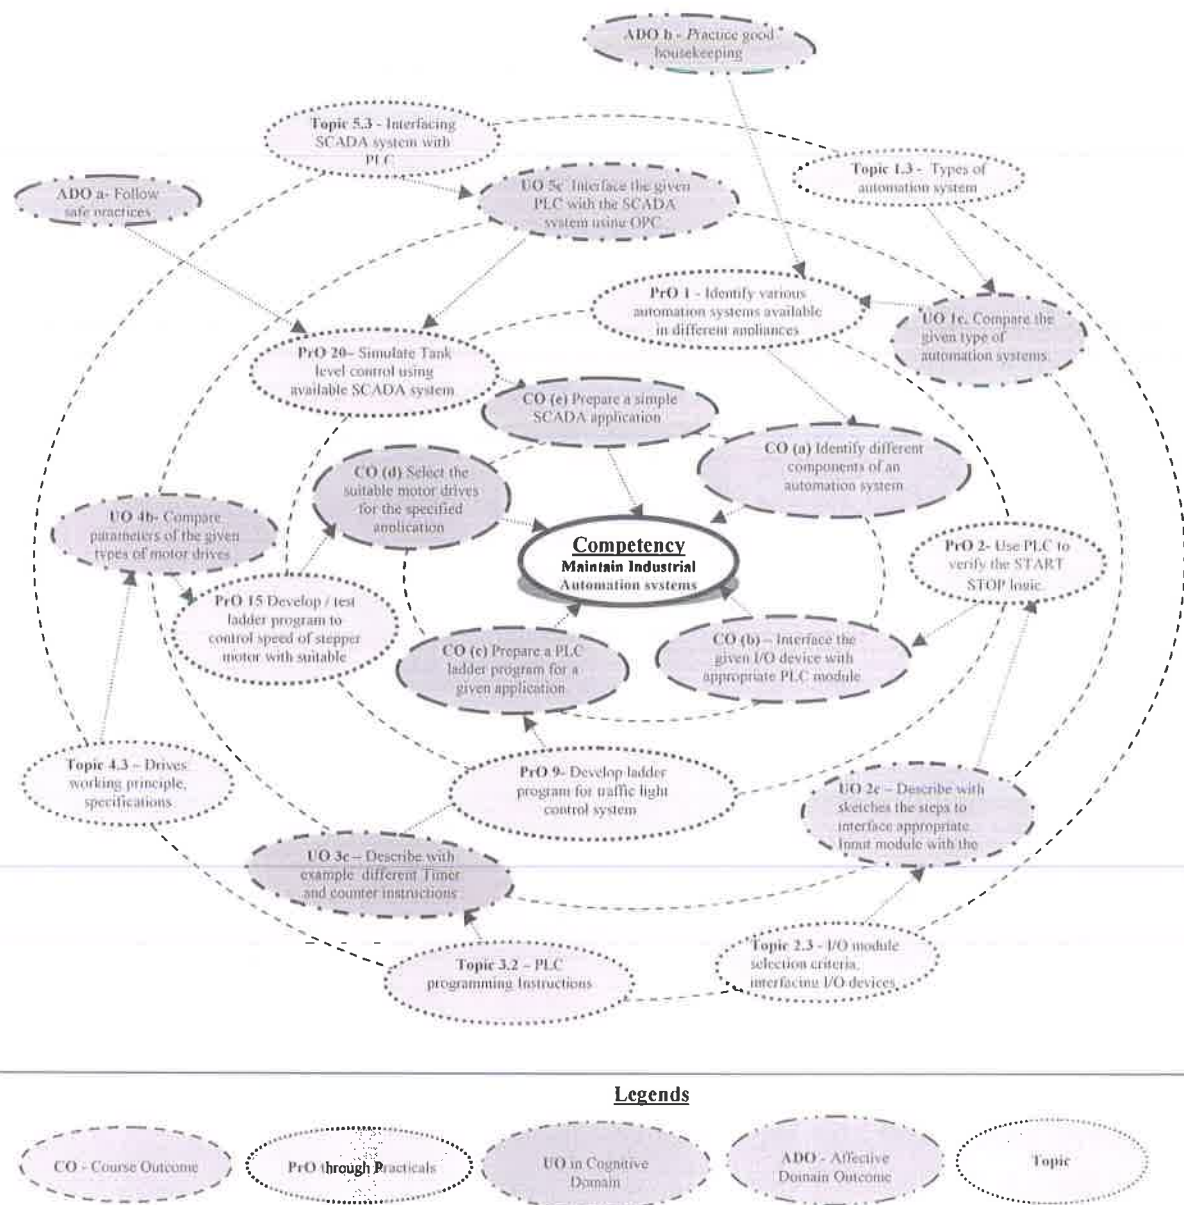 ADO b - Practice good
housekeeping
Topic 5.3 - Interfacing
SCADA system with
PLC
Topic 1.3 - Types of
automation system
ADO a- Follow
safe practices
UO 5c Interface the given
PLC with the SCADA
system using OPC
PrO 1 - Identify various
automation systems available
in different appliances
UO 1c. Compare the
given type of
automation systems
PrO 20– Simulate Tank
level control using
available SCADA system
CO (e) Prepare a simple
SCADA application
CO (a) Identify different
components of an
automation system
CO (d) Select the
suitable motor drives
for the specified
application
UO 4b- Compare
parameters of the given
types of motor drives
Competency
Maintain Industrial
Automation systems
PrO 2- Use PLC to
verify the START
STOP logic.
PrO 15 Develop / test
ladder program to
control speed of stepper
motor with suitable
CO (c) Prepare a PLC
ladder program for a
given application
CO (b) – Interface the
given I/O device with
appropriate PLC module
Topic 4.3 – Drives
working principle,
specifications
PrO 9- Develop ladder
program for traffic light
control system
UO 2c – Describe with
sketches the steps to
interface appropriate
Input module with the
UO 3c – Describe with
example different Timer
and counter instructions
Topic 3.2 – PLC
programming Instructions
Topic 2.3 - I/O module
selection criteria,
interfacing I/O devices
Legends
CO - Course Outcome
PrO through Practicals
UO in Cognitive
Domain
ADO - Affective
Domain Outcome
Topic